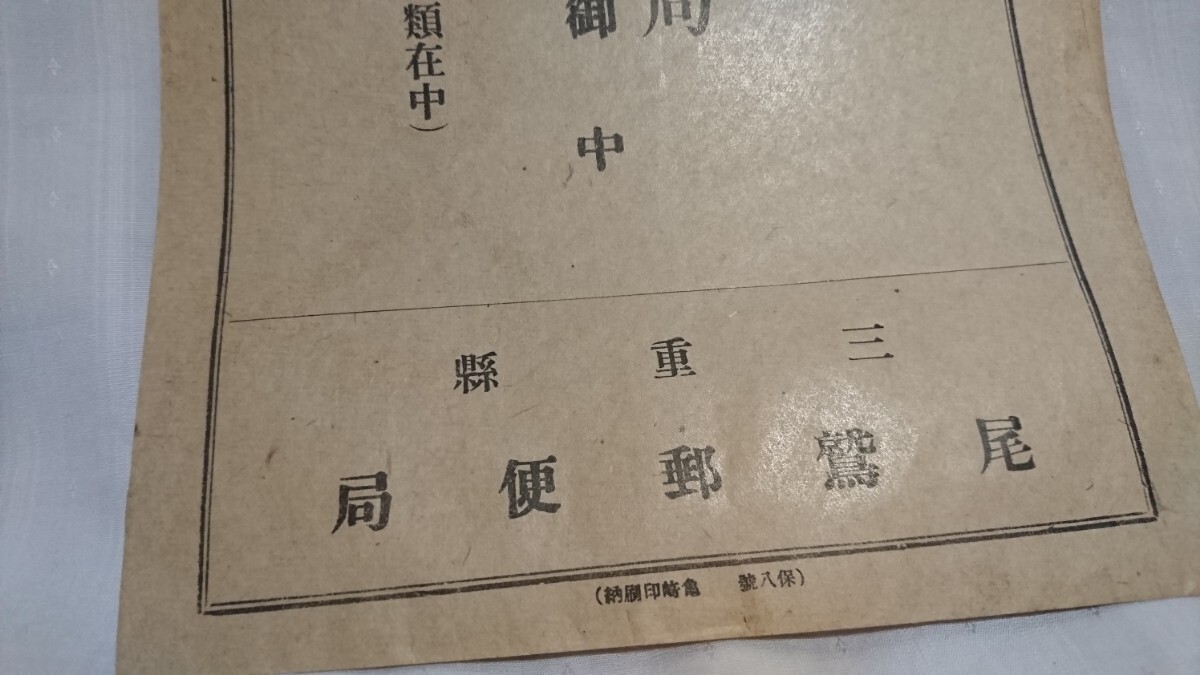 局
御中
類在中）
三重縣
尾鷲郵便局
（保八號　亀崎印刷納）